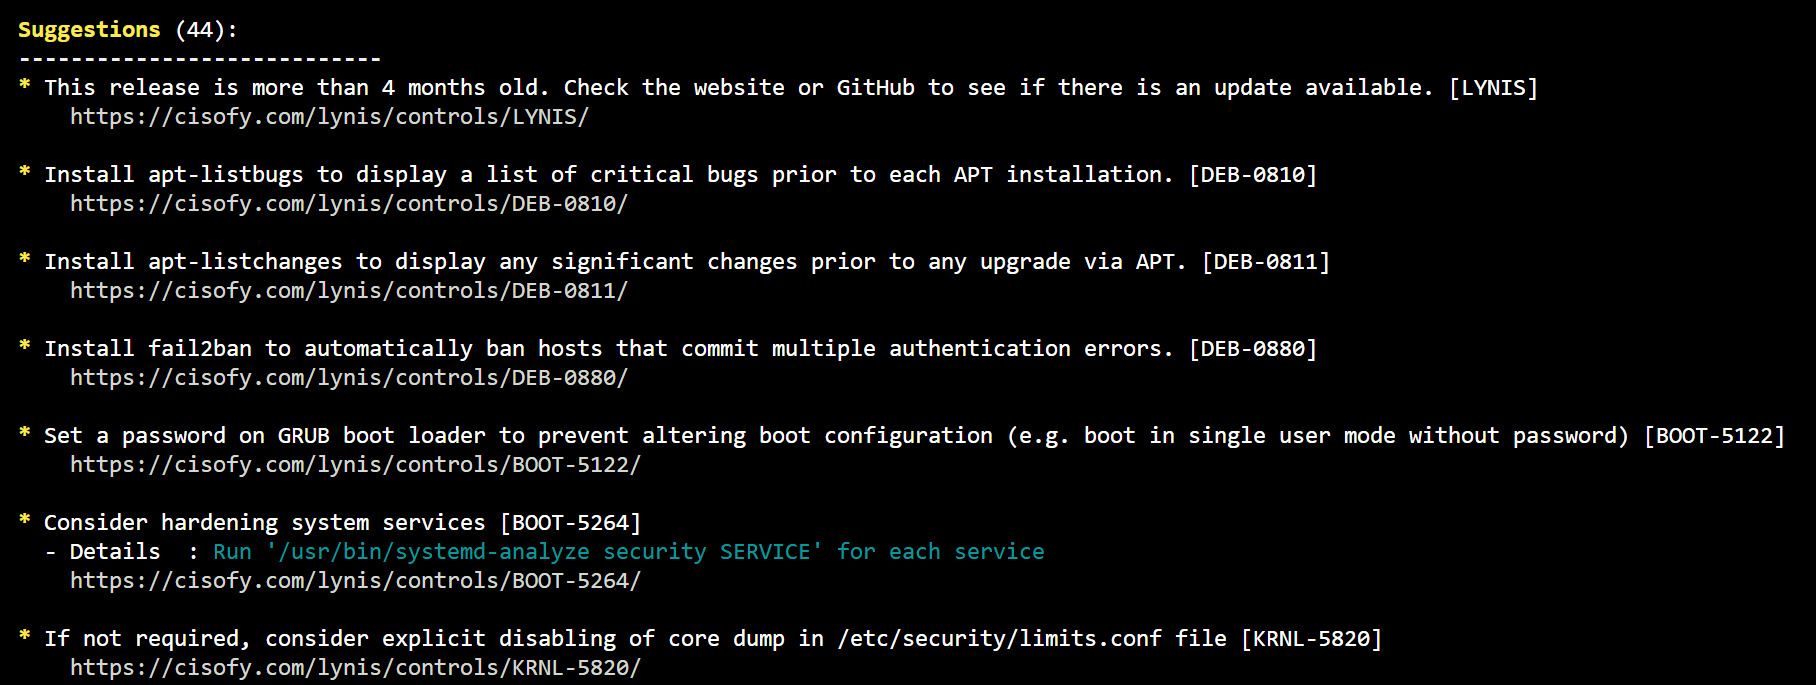 Suggestions (44):
----------------------------
* This release is more than 4 months old. Check the website or GitHub to see if there is an update available. [LYNIS]
https://cisofy.com/lynis/controls/LYNIS/
* Install apt-listbugs to display a list of critical bugs prior to each APT installation. [DEB-0810]
https://cisofy.com/lynis/controls/DEB-0810/
* Install apt-listchanges to display any significant changes prior to any upgrade via APT. [DEB-0811]
https://cisofy.com/lynis/controls/DEB-0811/
* Install fail2ban to automatically ban hosts that commit multiple authentication errors. [DEB-0880]
https://cisofy.com/lynis/controls/DEB-0880/
* Set a password on GRUB boot loader to prevent altering boot configuration (e.g. boot in single user mode without password) [BOOT-5122]
https://cisofy.com/lynis/controls/BOOT-5122/
* Consider hardening system services [BOOT-5264]
- Details  : Run '/usr/bin/systemd-analyze security SERVICE' for each service
https://cisofy.com/lynis/controls/BOOT-5264/
* If not required, consider explicit disabling of core dump in /etc/security/limits.conf file [KRNL-5820]
https://cisofy.com/lynis/controls/KRNL-5820/